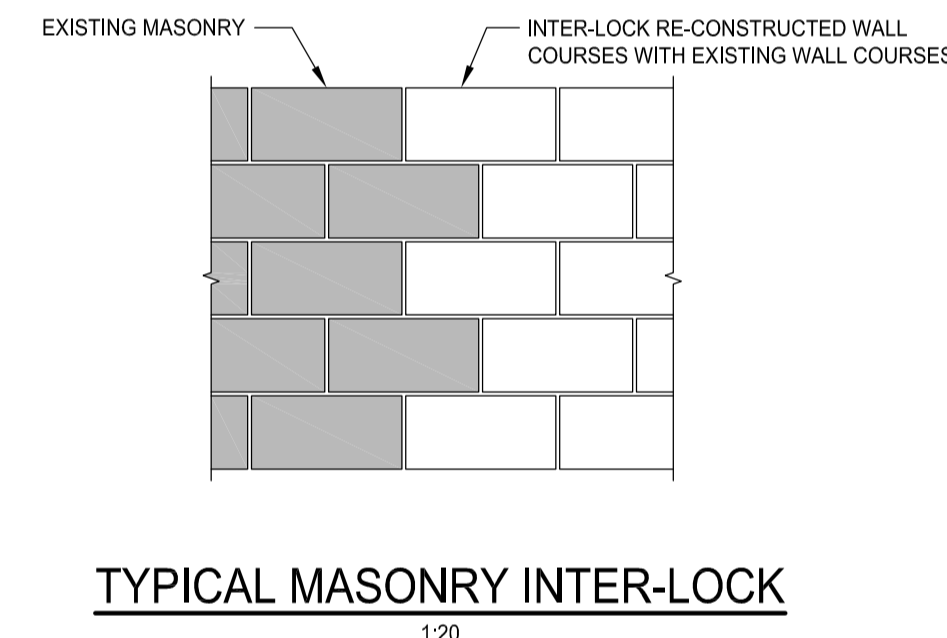 EXISTING MASONRY
INTER-LOCK RE-CONSTRUCTED WALL
COURSES WITH EXISTING WALL COURSES
TYPICAL MASONRY INTER-LOCK
1:20